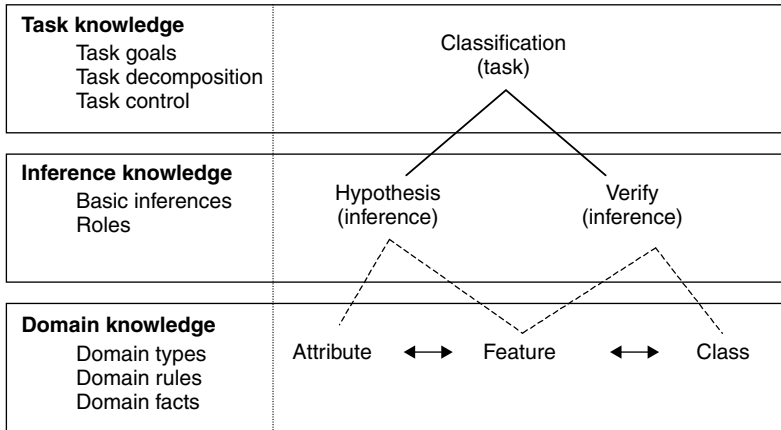 Task knowledge
Task goals
Task decomposition
Task control
Classification
(task)
Inference knowledge
Basic inferences
Roles
Hypothesis
(inference)
Verify
(inference)
Domain knowledge
Domain types
Domain rules
Domain facts
Attribute
Feature
Class